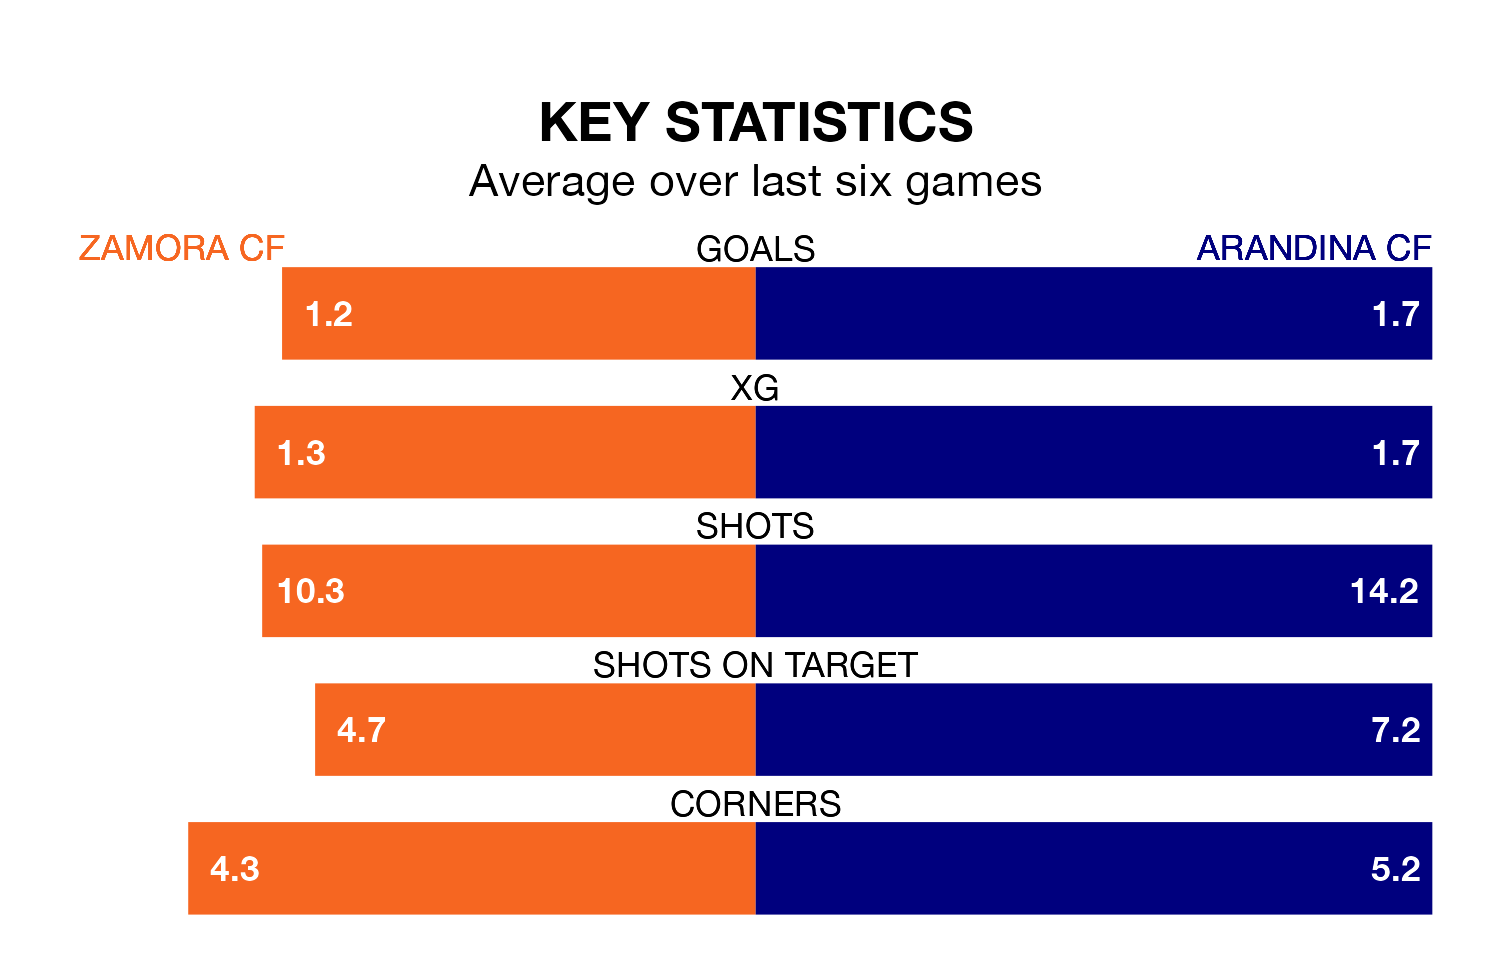 KEY STATISTICS
Average over last six games
ZAMORA CF GOALS ARANDINA CF
1.2 1.7
XG
1.3 1.7
SHOTS
10.3 14.2
SHOTS ON TARGET
4.7 7.2
CORNERS
4.3 5.2